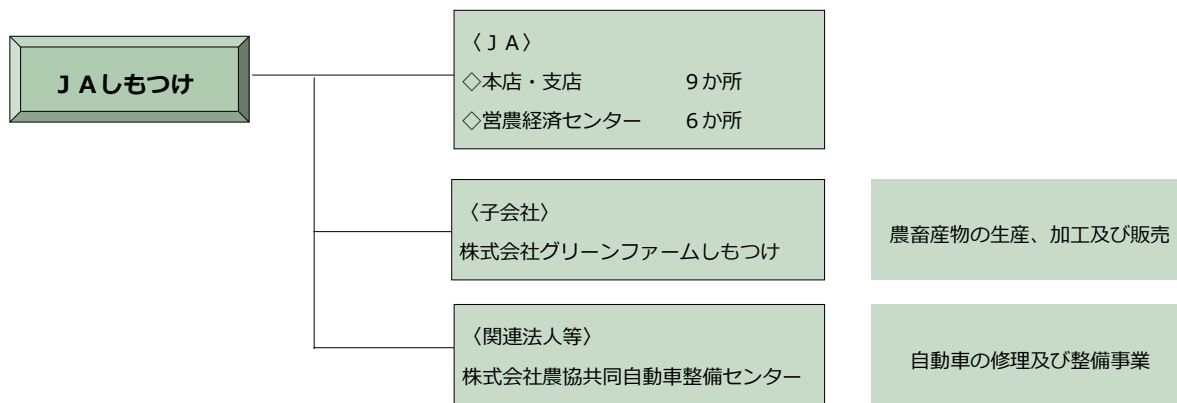 ＪＡしもつけ
〈ＪＡ〉
◇本店・支店　９か所
◇営農経済センター　６か所
〈子会社〉
株式会社グリーンファームしもつけ
農畜産物の生産、加工及び販売
〈関連法人等〉
株式会社農協共同自動車整備センター
自動車の修理及び整備事業